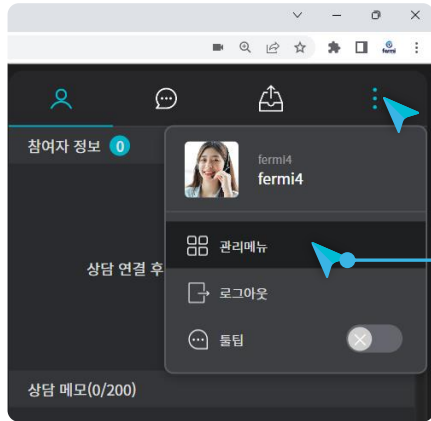 fermi
참여자 정보 0
fermi4
fermi4
관리메뉴
상담 연결 후
로그아웃
툴팁
상담 메모(0/200)